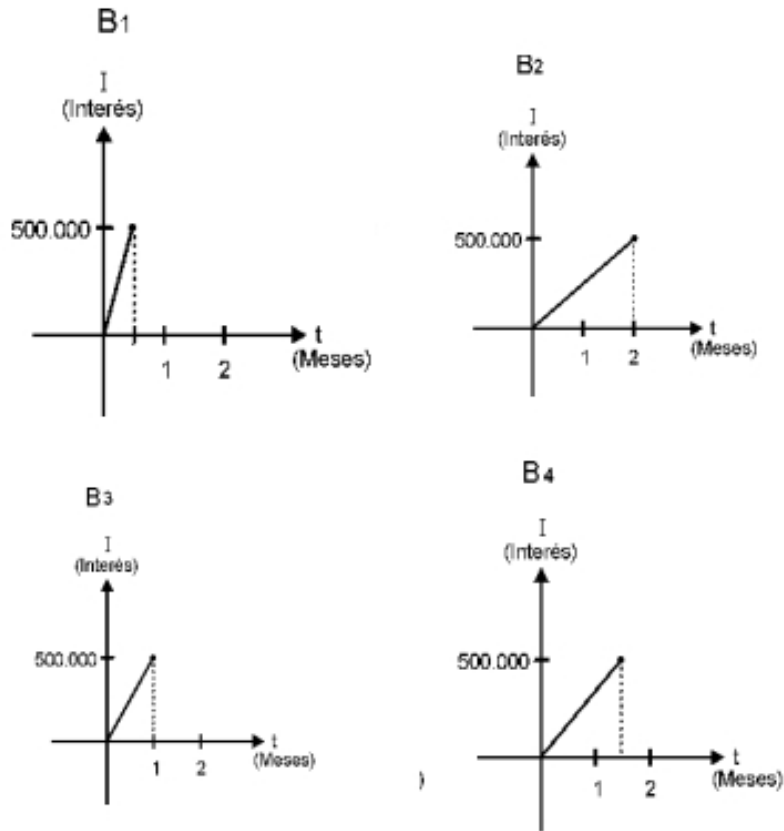 B1
I
(Interés)
500.000
1
2
t
(Meses)
B2
I
(Interés)
500.000
1
2
t
(Meses)
B3
I
(Interés)
500.000
1
2
t
(Meses)
B4
I
(Interés)
500.000
)
1
2
t
(Meses)